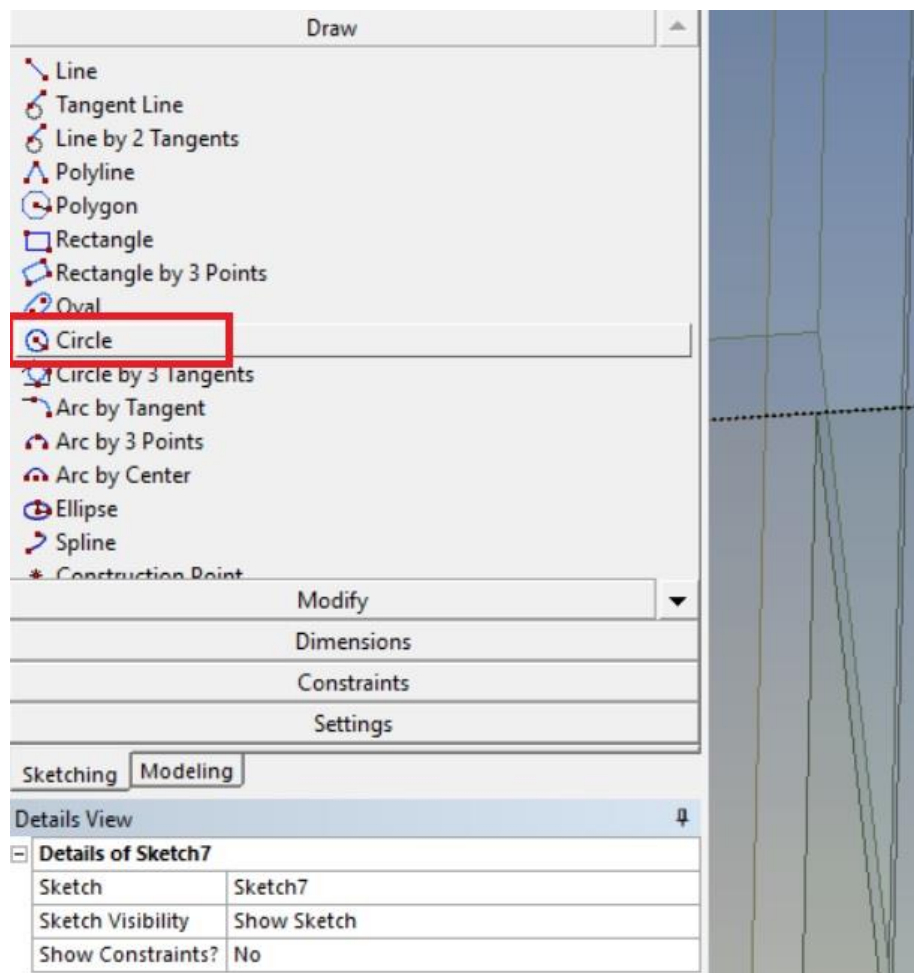 Draw
Line
Tangent Line
Line by 2 Tangents
Polyline
Polygon
Rectangle
Rectangle by 3 Points
Oval
Circle
Circle by 3 Tangents
Arc by Tangent
Arc by 3 Points
Arc by Center
Ellipse
Spline
Construction Point
Modify
Dimensions
Constraints
Settings
Sketching Modeling
Details View
Details of Sketch7
Sketch Sketch7
Sketch Visibility Show Sketch
Show Constraints? No